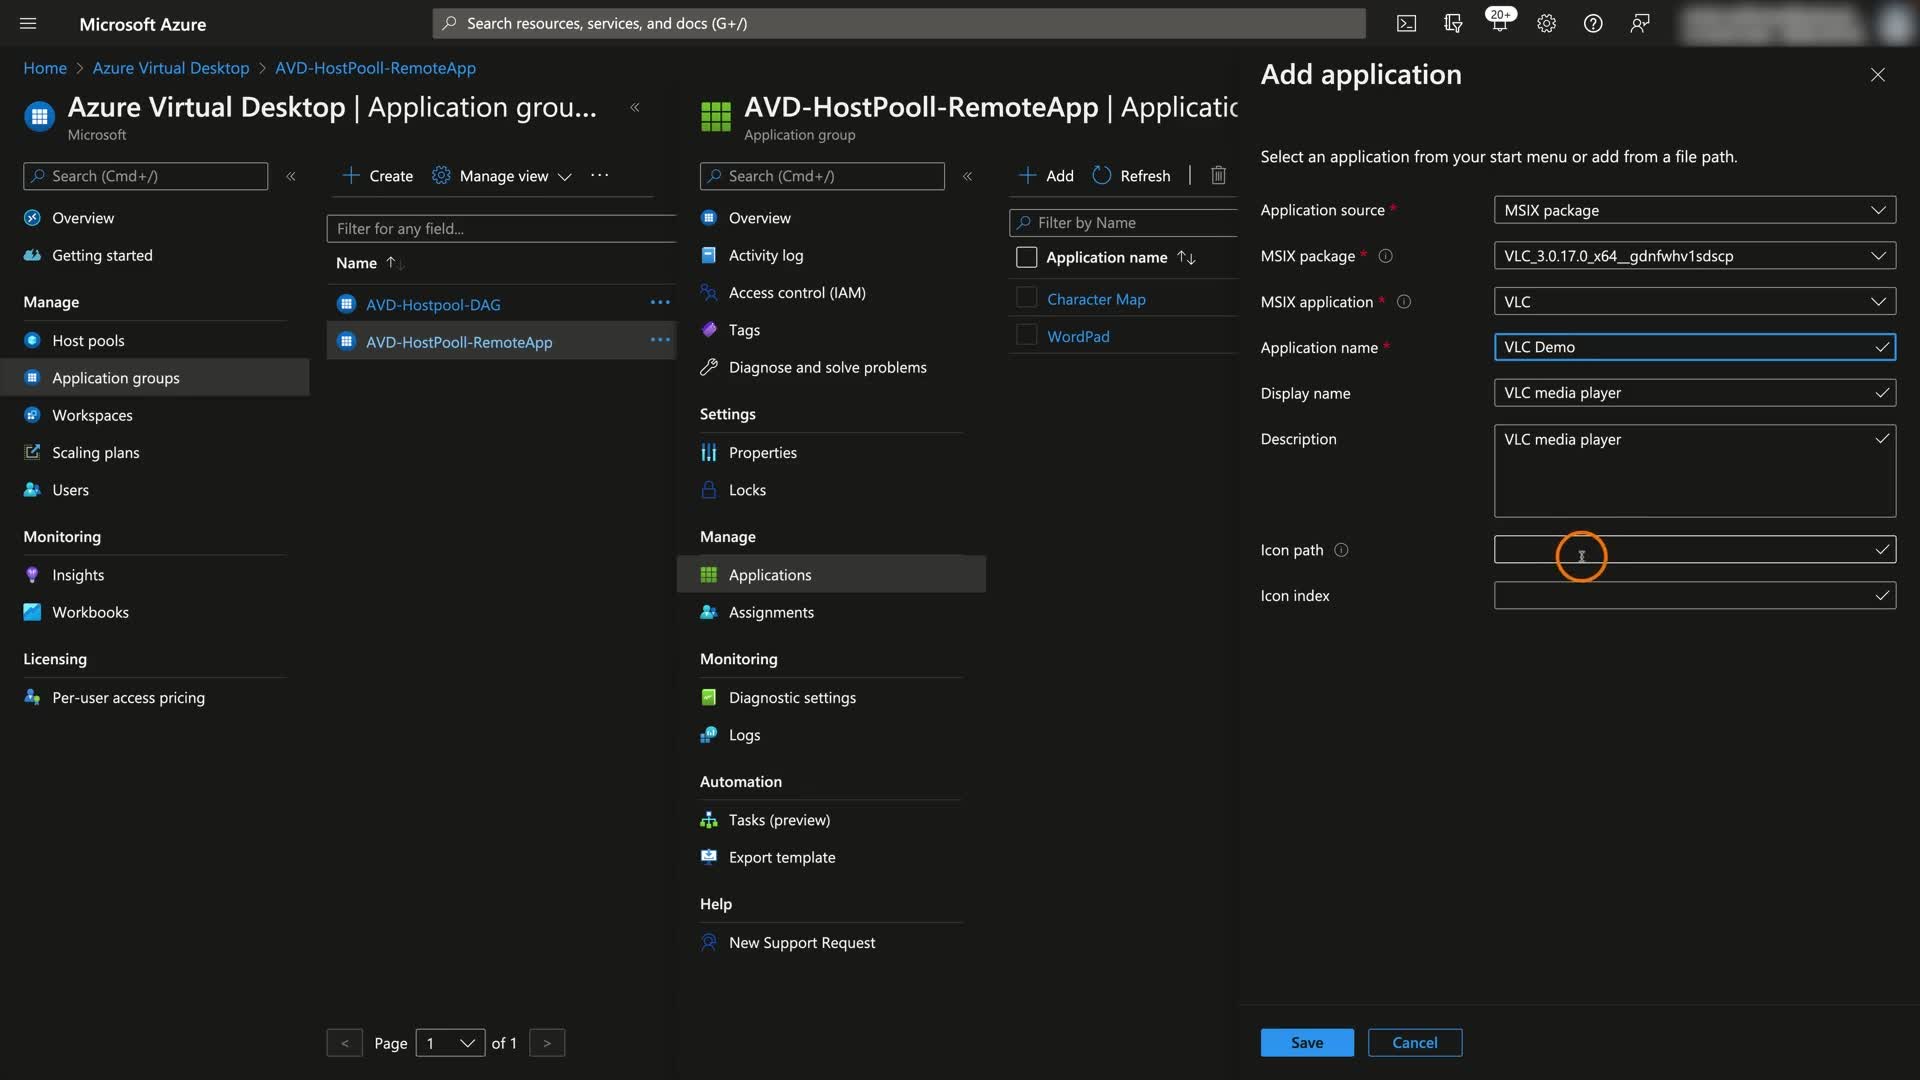 Microsoft Azure
Search resources, services, and docs (G+/)
20+
Home > Azure Virtual Desktop > AVD-HostPooll-RemoteApp
Azure Virtual Desktop | Application grou...
Microsoft
Search (Cmd+/)
Overview
Getting started
Manage
Host pools
Application groups
Workspaces
Scaling plans
Users
Monitoring
Insights
Workbooks
Licensing
Per-user access pricing
Create
Manage view
Filter for any field...
Name
AVD-Hostpool-DAG
AVD-HostPooll-RemoteApp
< Page 1 of 1 >
AVD-HostPooll-RemoteApp | Applicatic
Application group
Search (Cmd+/)
Overview
Activity log
Access control (IAM)
Tags
Diagnose and solve problems
Settings
Properties
Locks
Manage
Applications
Assignments
Monitoring
Diagnostic settings
Logs
Automation
Tasks (preview)
Export template
Help
New Support Request
Add
Refresh
Filter by Name
Application name
Character Map
WordPad
Add application
Select an application from your start menu or add from a file path.
Application source * MSIX package
MSIX package * VLC_3.0.17.0_x64__gdnfwhv1sdscp
MSIX application * VLC
Application name * VLC Demo
Display name VLC media player
Description VLC media player
Icon path
Icon index
Save
Cancel